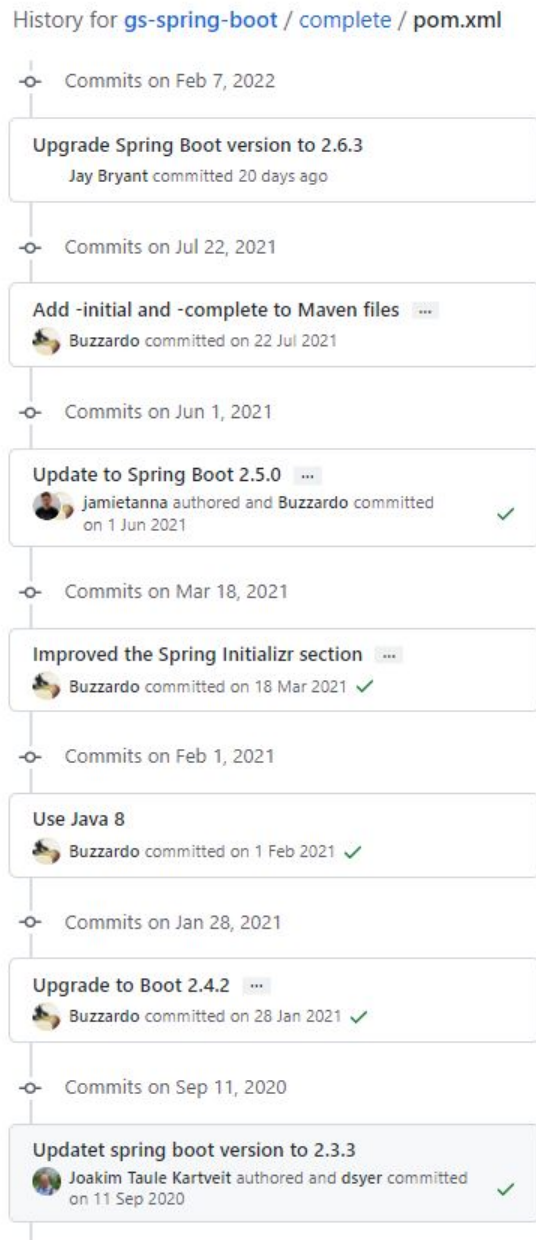 History for gs-spring-boot / complete / pom.xml
Commits on Feb 7, 2022
Upgrade Spring Boot version to 2.6.3
Jay Bryant committed 20 days ago
Commits on Jul 22, 2021
Add -initial and -complete to Maven files ...
Buzzardo committed on 22 Jul 2021
Commits on Jun 1, 2021
Update to Spring Boot 2.5.0 ...
jamietanna authored and Buzzardo committed
on 1 Jun 2021
Commits on Mar 18, 2021
Improved the Spring Initializr section ...
Buzzardo committed on 18 Mar 2021
Commits on Feb 1, 2021
Use Java 8
Buzzardo committed on 1 Feb 2021
Commits on Jan 28, 2021
Upgrade to Boot 2.4.2 ...
Buzzardo committed on 28 Jan 2021
Commits on Sep 11, 2020
Updatet spring boot version to 2.3.3
Joakim Taule Kartveit authored and dsyer committed
on 11 Sep 2020